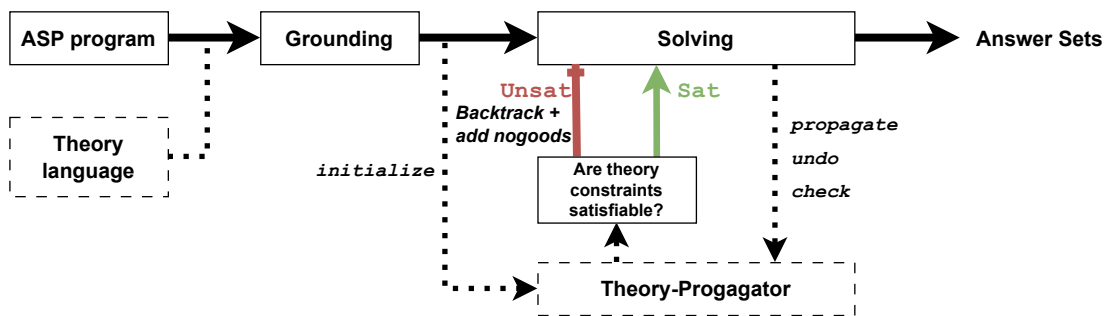 ASP program
Grounding
Solving
Answer Sets
Unsat
Sat
Backtrack +
add nogoods
Theory
language
initialize
propagate
undo
check
Are theory
constraints
satisfiable?
Theory-Progagator